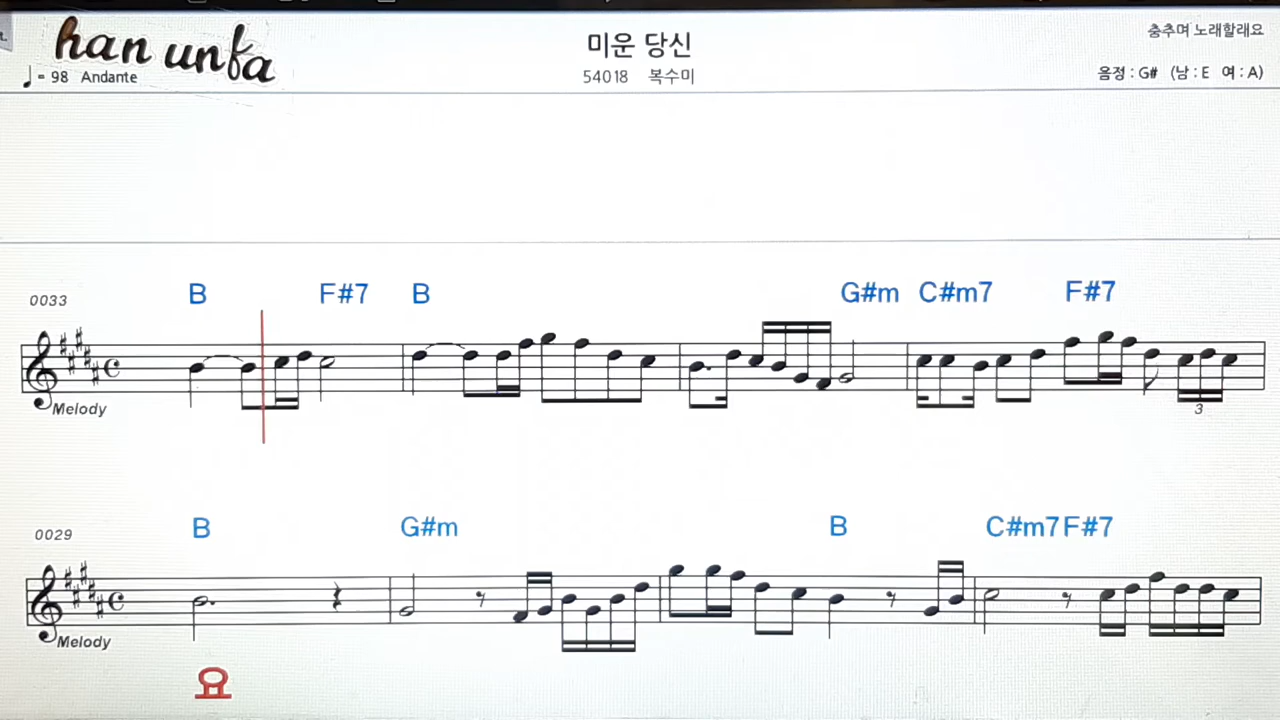 han unfa
미운 당신
춤추며 노래할래요
♩ = 98 Andante
54018 복수미
음정 : G# (남 : E 여 : A)
0033
B F#7 B G#m C#m7 F#7
Melody
3
0029
B G#m B C#m7 F#7
Melody
요